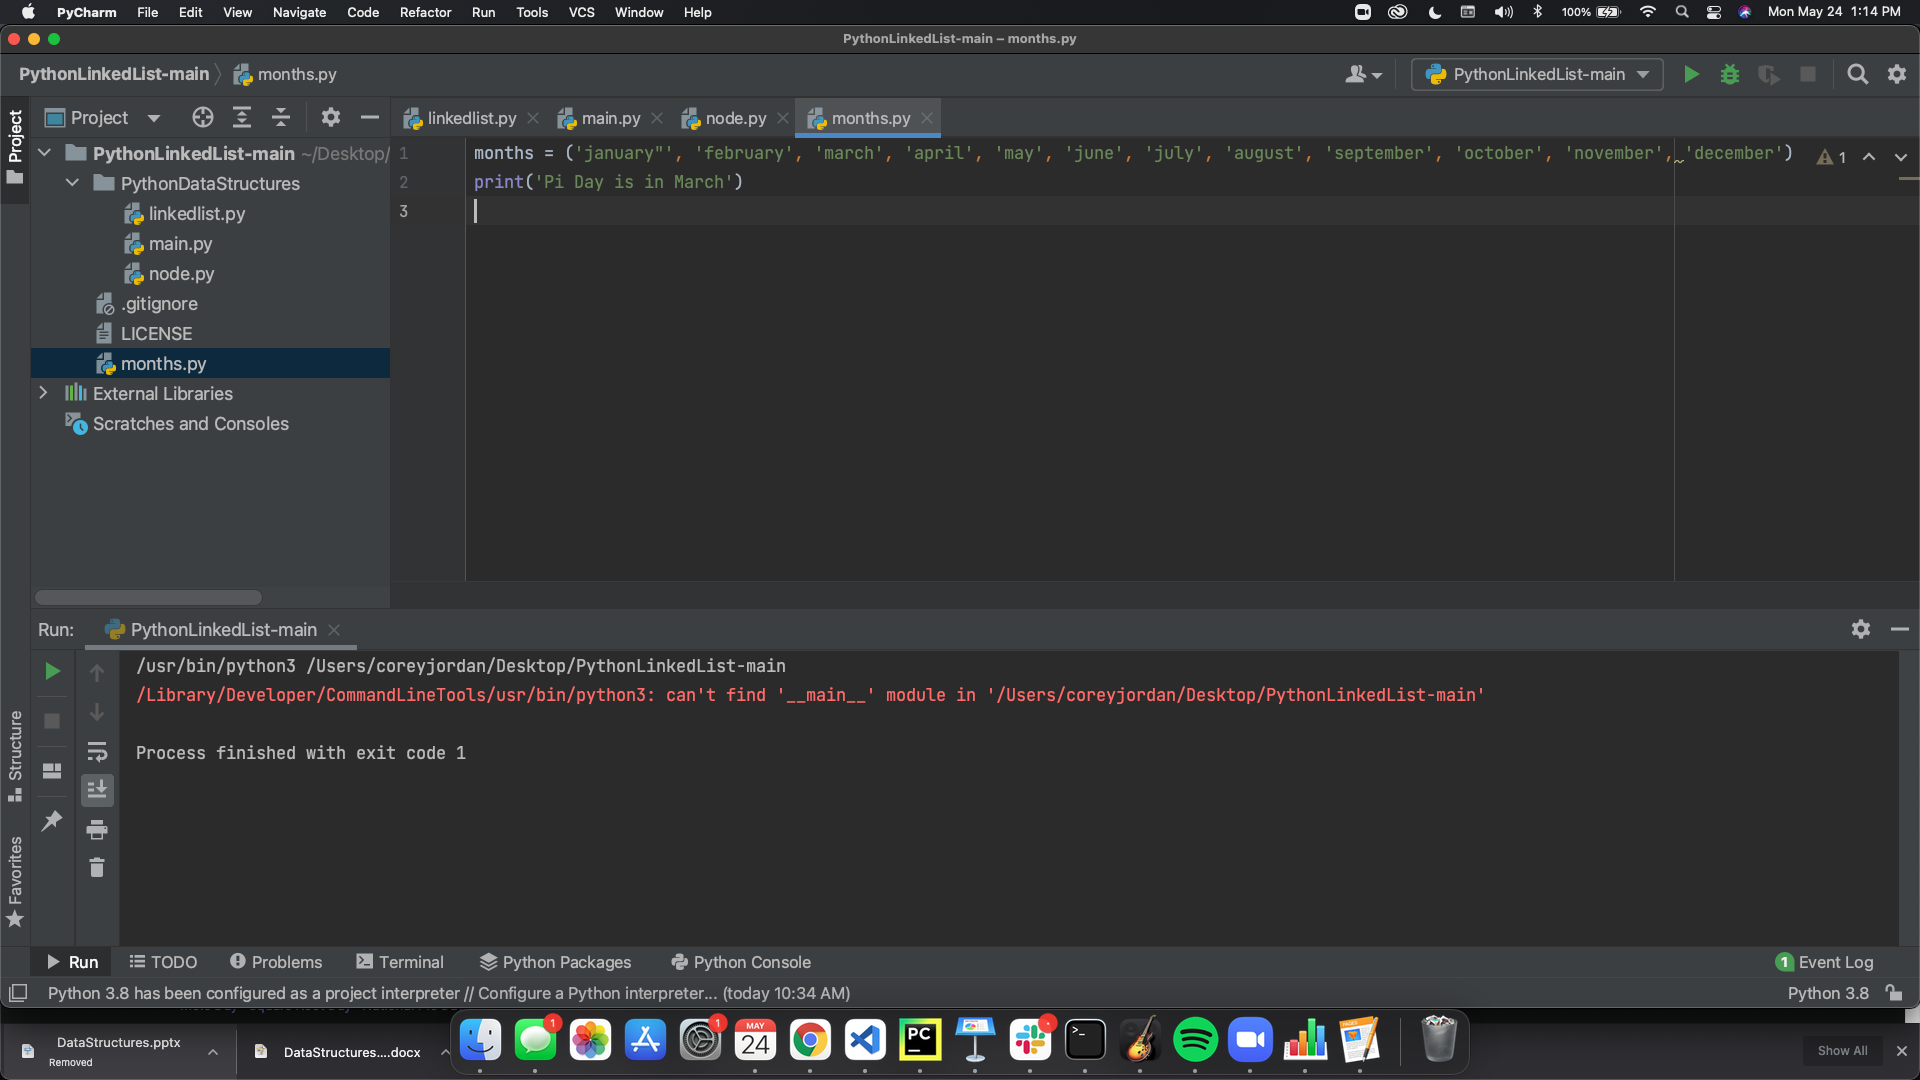 PyCharm File Edit View Navigate Code Refactor Run Tools VCS Window Help 100% Mon May 24 1:14 PM
PythonLinkedList-main – months.py
PythonLinkedList-main months.py PythonLinkedList-main
Project Project linkedlist.py main.py node.py months.py
PythonLinkedList-main ~/Desktop/
PythonDataStructures
linkedlist.py
main.py
node.py
.gitignore
LICENSE
months.py
External Libraries
Scratches and Consoles
1 months = ('january"', 'february', 'march', 'april', 'may', 'june', 'july', 'august', 'september', 'october', 'november', 'december') 1
2 print('Pi Day is in March')
3
Run: PythonLinkedList-main
/usr/bin/python3 /Users/coreyjordan/Desktop/PythonLinkedList-main
/Library/Developer/CommandLineTools/usr/bin/python3: can't find '__main__' module in '/Users/coreyjordan/Desktop/PythonLinkedList-main'
Process finished with exit code 1
Structure
Favorites
Run TODO Problems Terminal Python Packages Python Console 1 Event Log
Python 3.8 has been configured as a project interpreter // Configure a Python interpreter... (today 10:34 AM) Python 3.8
DataStructures.pptx
Removed
DataStructures....docx
1
1
MAY
24
PC
Show All